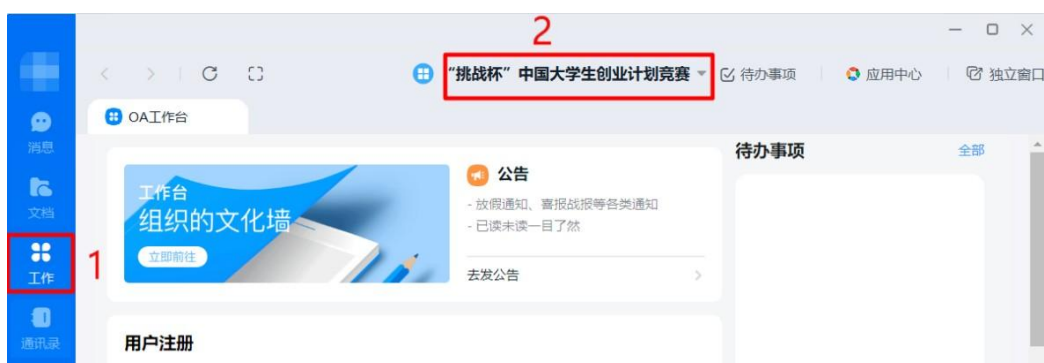 2
“挑战杯”中国大学生创业计划竞赛
待办事项
应用中心
独立窗口
OA工作台
消息
文档
1
工作
通讯录
工作台
组织的文化墙
立即前往
公告
- 放假通知、喜报战报等各类通知
- 已读未读一目了然
去发公告
待办事项
全部
用户注册